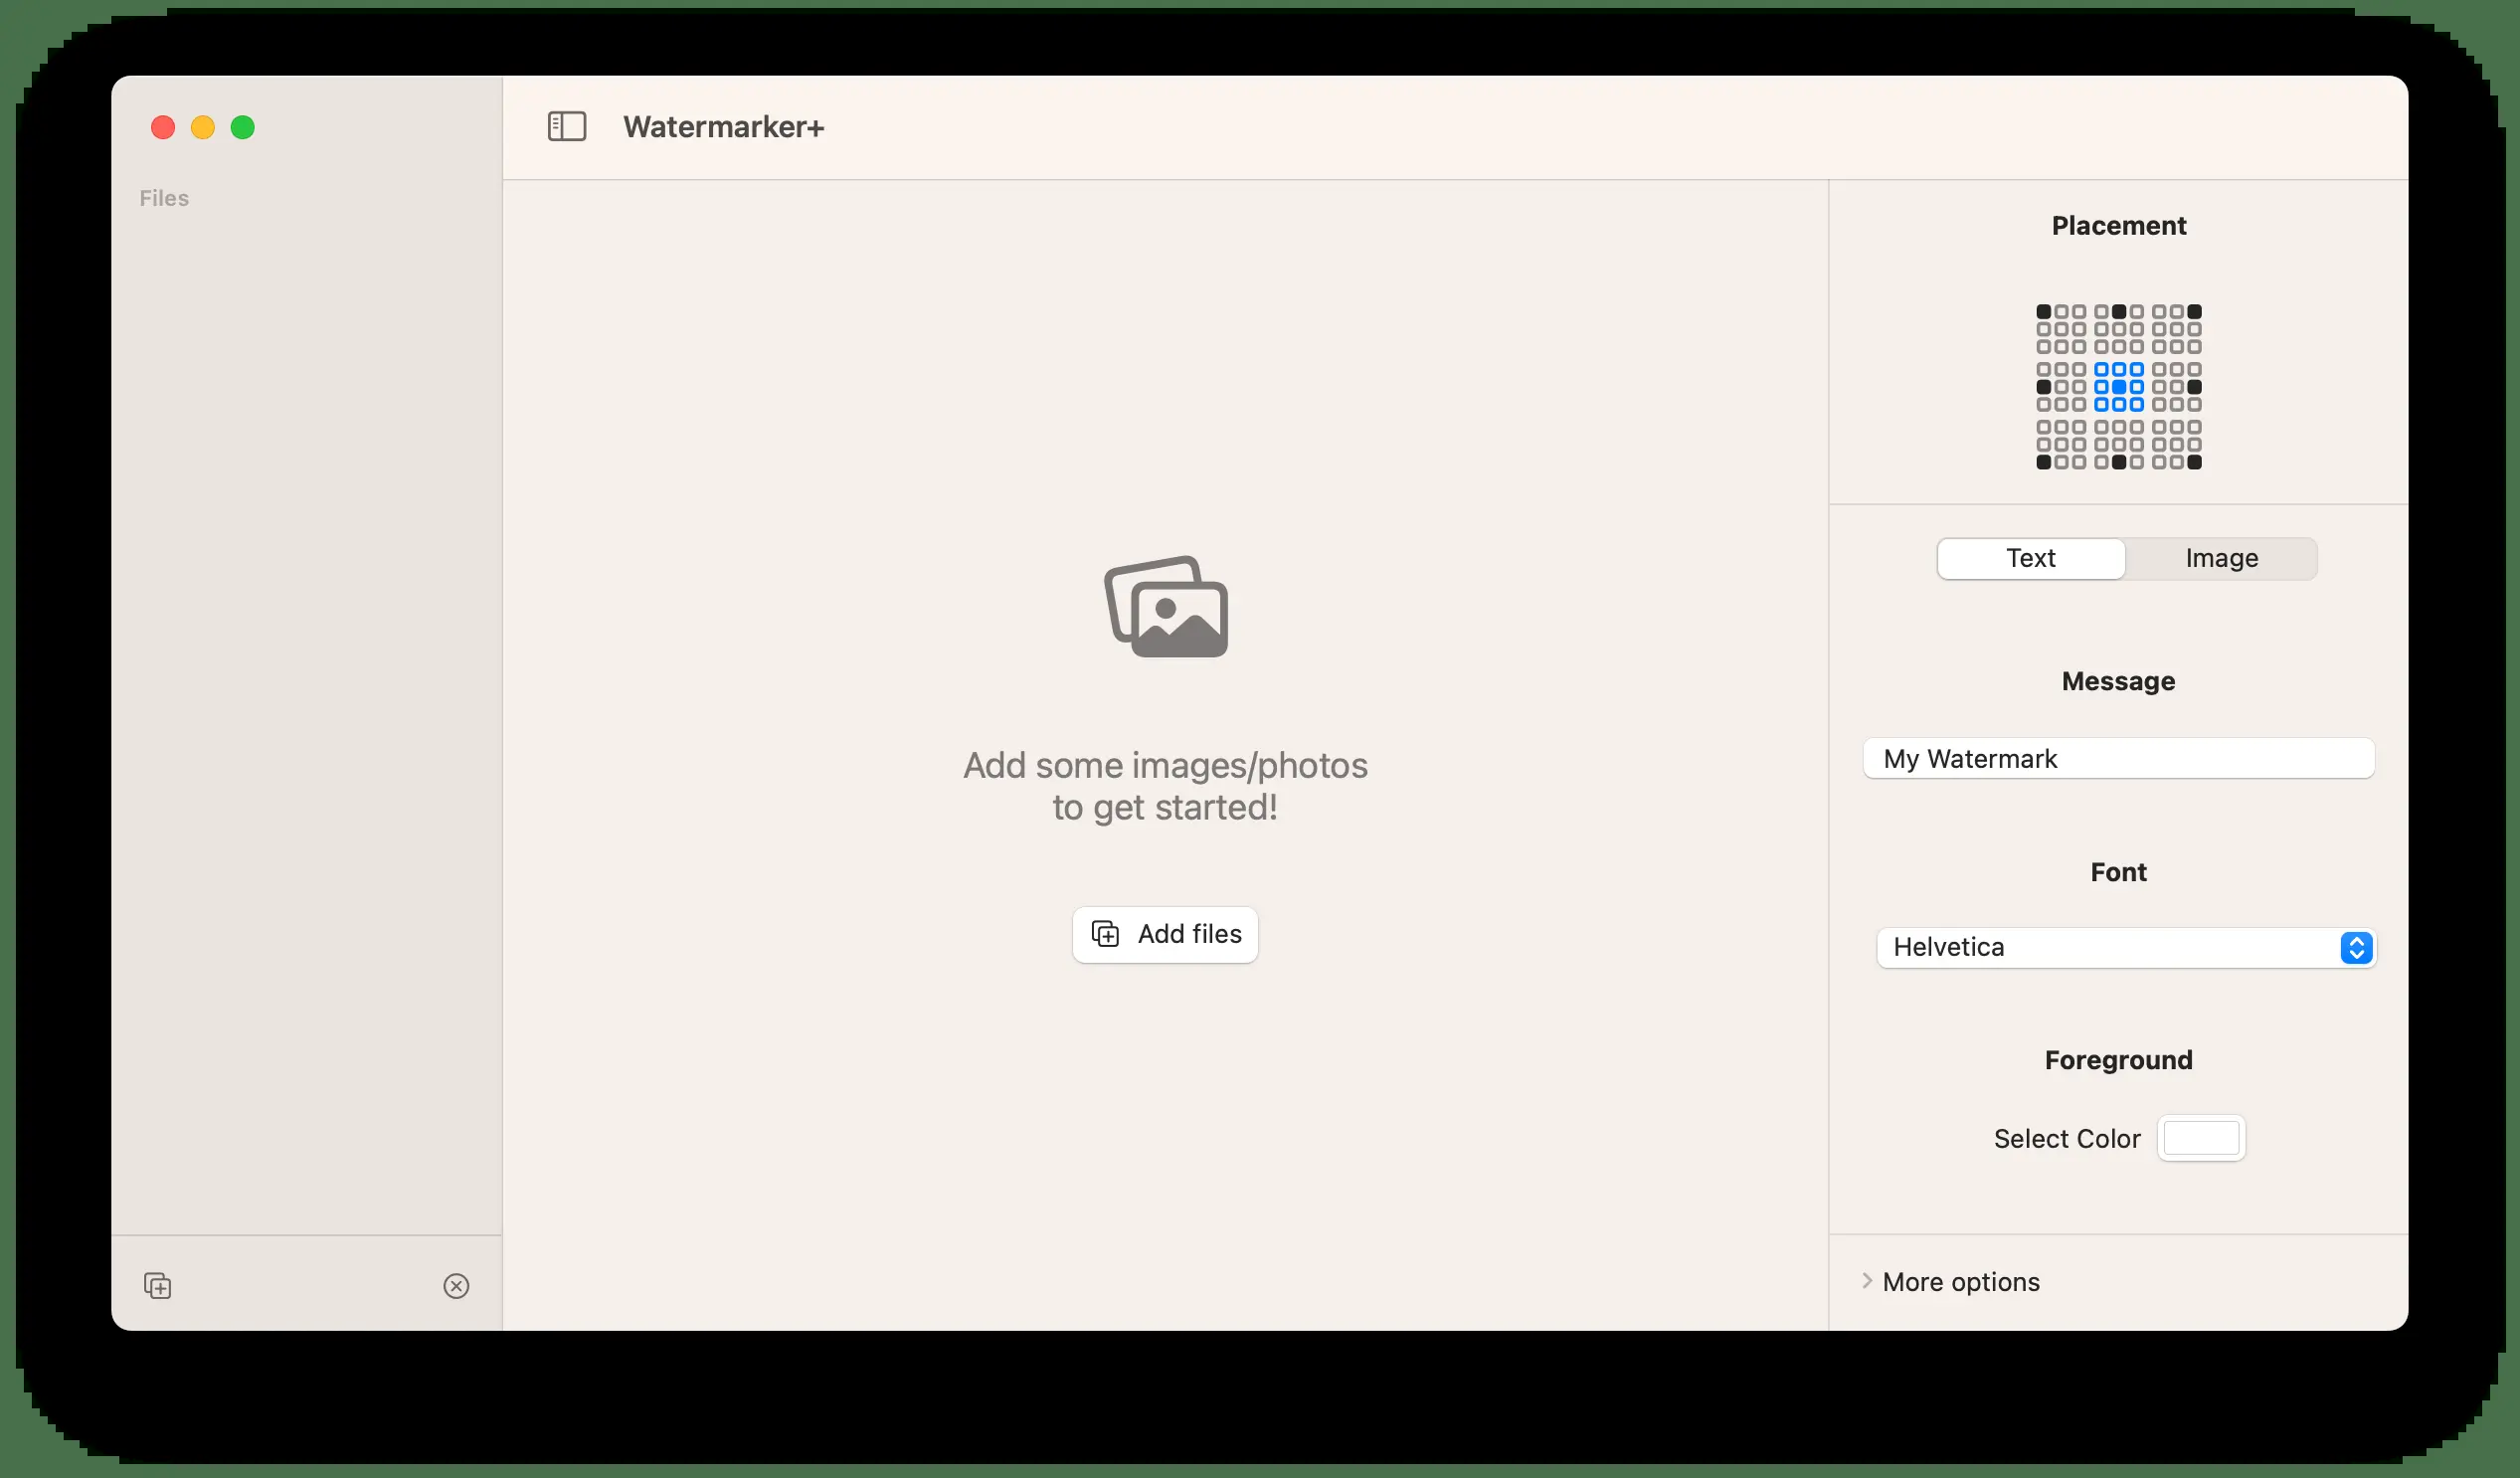 Watermarker+
Files
Add some images/photos
to get started!
Add files
Placement
Text
Image
Message
My Watermark
Font
Helvetica
Foreground
Select Color
More options